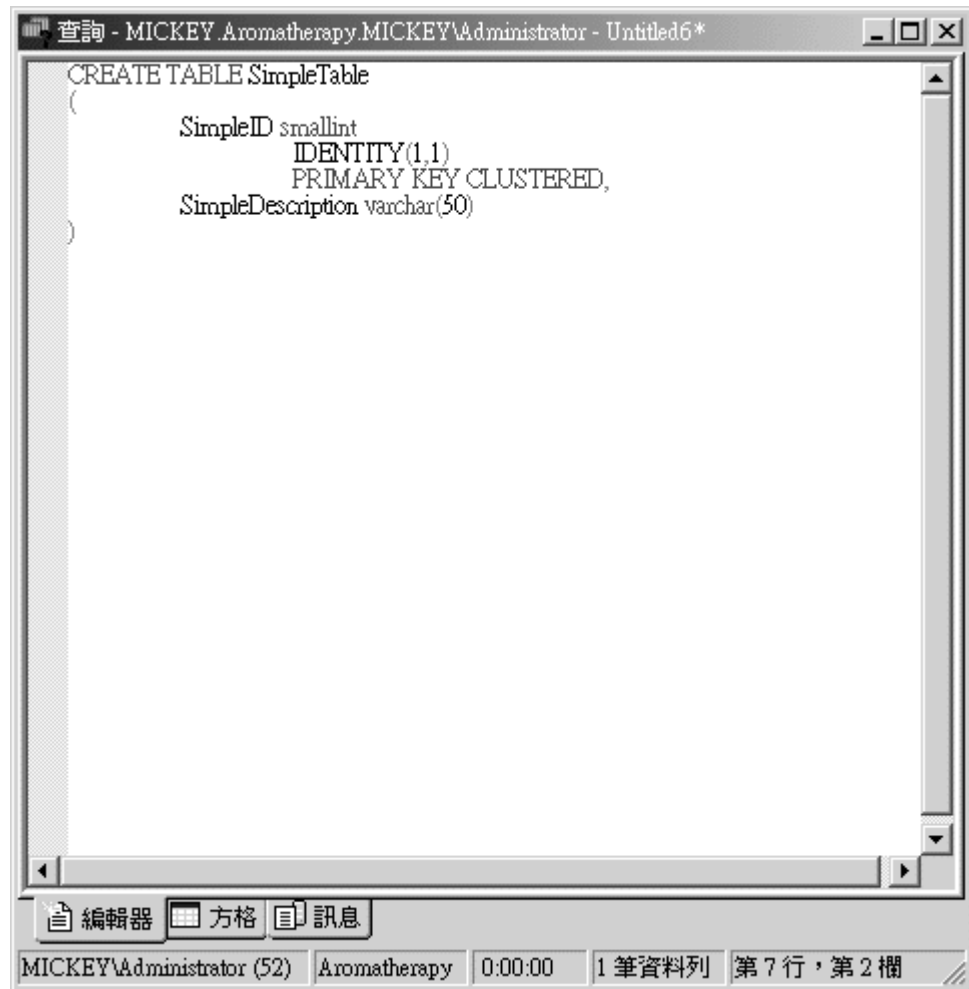 查詢 - MICKEY.Aromatherapy.MICKEY\Administrator - Untitled6*
CREATE TABLE SimpleTable
(
SimpleID smallint
IDENTITY(1,1)
PRIMARY KEY CLUSTERED,
SimpleDescription varchar(50)
)
編輯器 方格 訊息
MICKEY\Administrator (52) Aromatherapy 0:00:00 1 筆資料列 第 7 行，第 2 欄